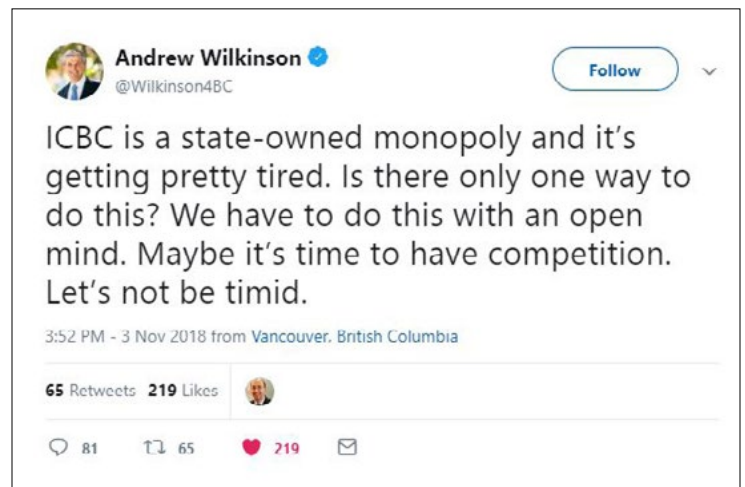 Andrew Wilkinson
@Wilkinson4BC
Follow
ICBC is a state-owned monopoly and it's
getting pretty tired. Is there only one way to
do this? We have to do this with an open
mind. Maybe it's time to have competition.
Let's not be timid.
3:52 PM - 3 Nov 2018 from Vancouver, British Columbia
65 Retweets 219 Likes
81 65 219